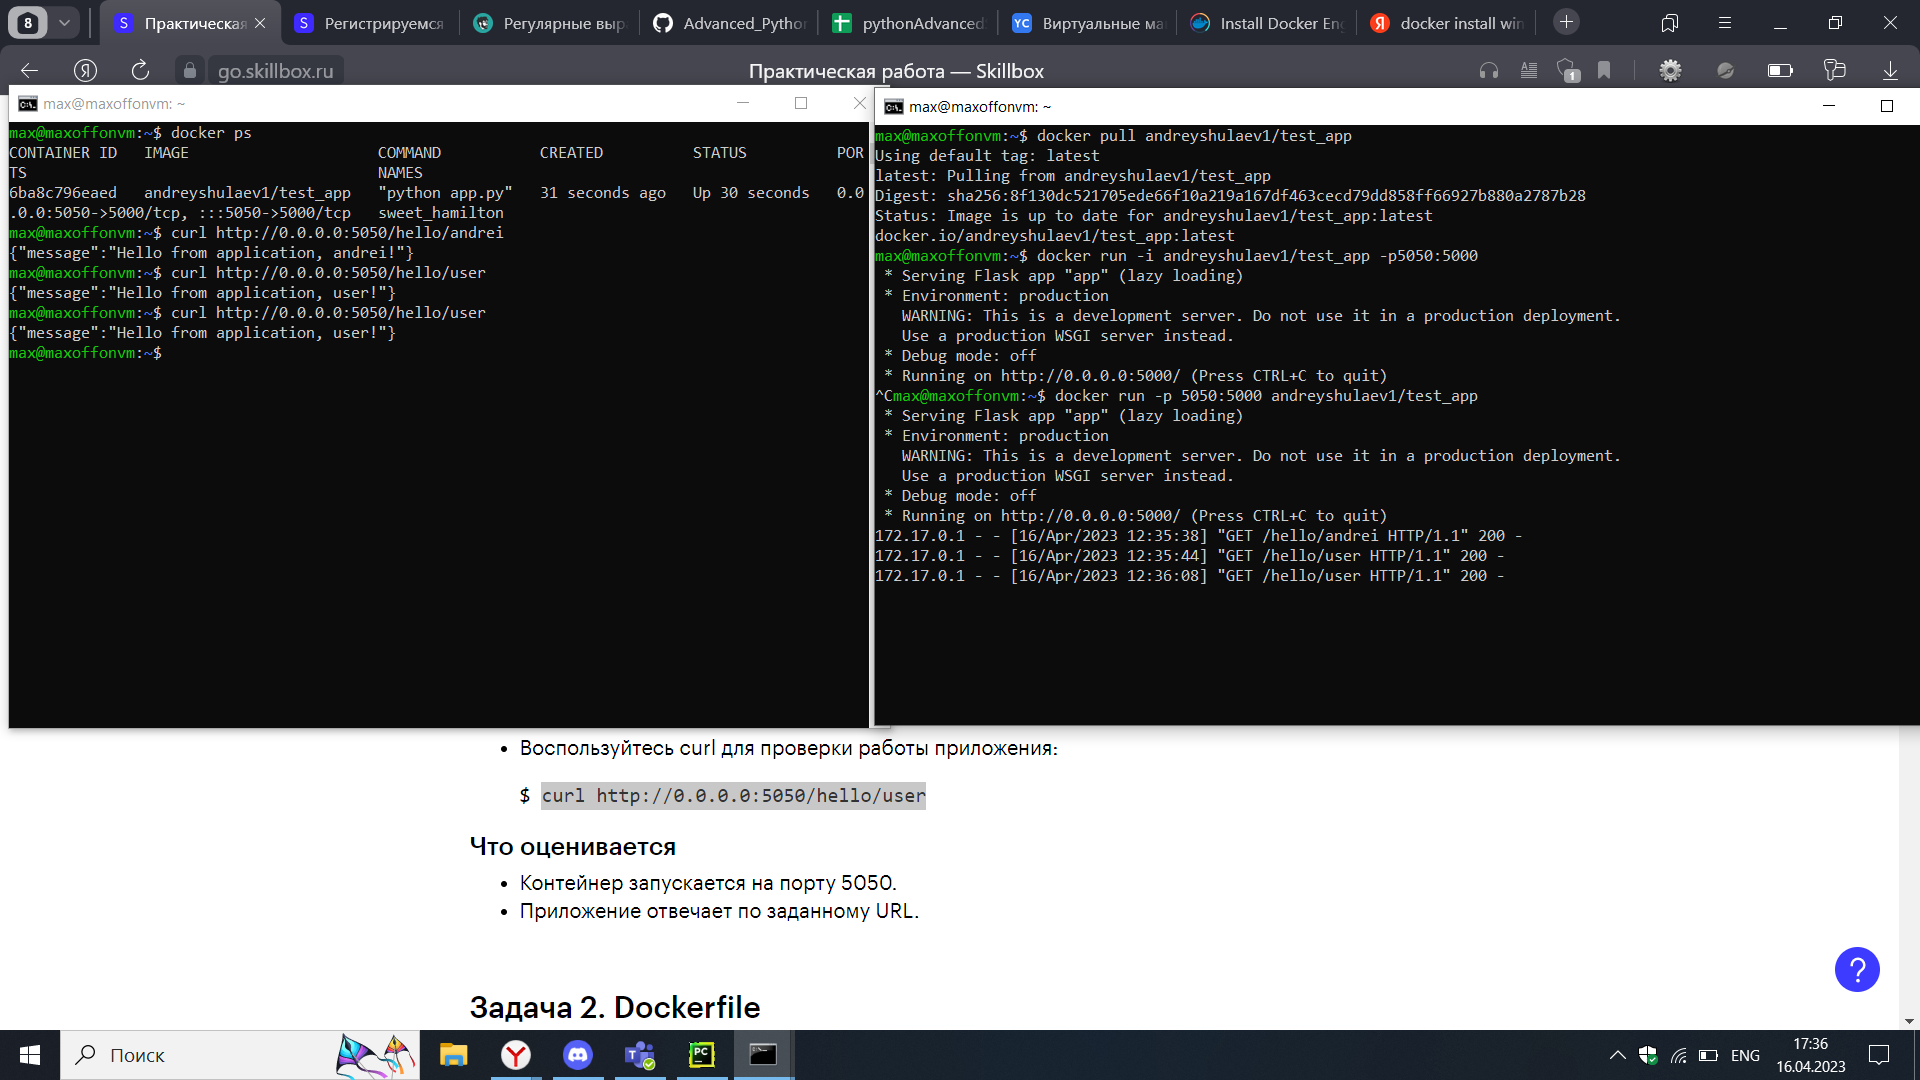 8
Практическая
Регистрируемся
Регулярные выр
Advanced_Python
pythonAdvanced
Виртуальные ма
Install Docker En
docker install win
go.skillbox.ru
Практическая работа — Skillbox
1
max@maxoffonvm: ~
max@maxoffonvm:~$ docker ps
CONTAINER ID   IMAGE                     COMMAND           CREATED          STATUS          POR
TS                                       NAMES
6ba8c796eaed   andreyshulaev1/test_app   "python app.py"   31 seconds ago   Up 30 seconds   0.0
.0.0:5050->5000/tcp, :::5050->5000/tcp   sweet_hamilton
max@maxoffonvm:~$ curl http://0.0.0.0:5050/hello/andrei
{"message":"Hello from application, andrei!"}
max@maxoffonvm:~$ curl http://0.0.0.0:5050/hello/user
{"message":"Hello from application, user!"}
max@maxoffonvm:~$ curl http://0.0.0.0:5050/hello/user
{"message":"Hello from application, user!"}
max@maxoffonvm:~$
max@maxoffonvm: ~
max@maxoffonvm:~$ docker pull andreyshulaev1/test_app
Using default tag: latest
latest: Pulling from andreyshulaev1/test_app
Digest: sha256:8f130dc521705ede66f10a219a167df463cecd79dd858ff66927b880a2787b28
Status: Image is up to date for andreyshulaev1/test_app:latest
docker.io/andreyshulaev1/test_app:latest
max@maxoffonvm:~$ docker run -i andreyshulaev1/test_app -p5050:5000
 * Serving Flask app "app" (lazy loading)
 * Environment: production
   WARNING: This is a development server. Do not use it in a production deployment.
   Use a production WSGI server instead.
 * Debug mode: off
 * Running on http://0.0.0.0:5000/ (Press CTRL+C to quit)
^Cmax@maxoffonvm:~$ docker run -p 5050:5000 andreyshulaev1/test_app
 * Serving Flask app "app" (lazy loading)
 * Environment: production
   WARNING: This is a development server. Do not use it in a production deployment.
   Use a production WSGI server instead.
 * Debug mode: off
 * Running on http://0.0.0.0:5000/ (Press CTRL+C to quit)
172.17.0.1 - - [16/Apr/2023 12:35:38] "GET /hello/andrei HTTP/1.1" 200 -
172.17.0.1 - - [16/Apr/2023 12:35:44] "GET /hello/user HTTP/1.1" 200 -
172.17.0.1 - - [16/Apr/2023 12:36:08] "GET /hello/user HTTP/1.1" 200 -
• Воспользуйтесь curl для проверки работы приложения:
$ curl http://0.0.0.0:5050/hello/user
Что оценивается
• Контейнер запускается на порту 5050.
• Приложение отвечает по заданному URL.
?
Задача 2. Dockerfile
Поиск
ENG
17:36
16.04.2023